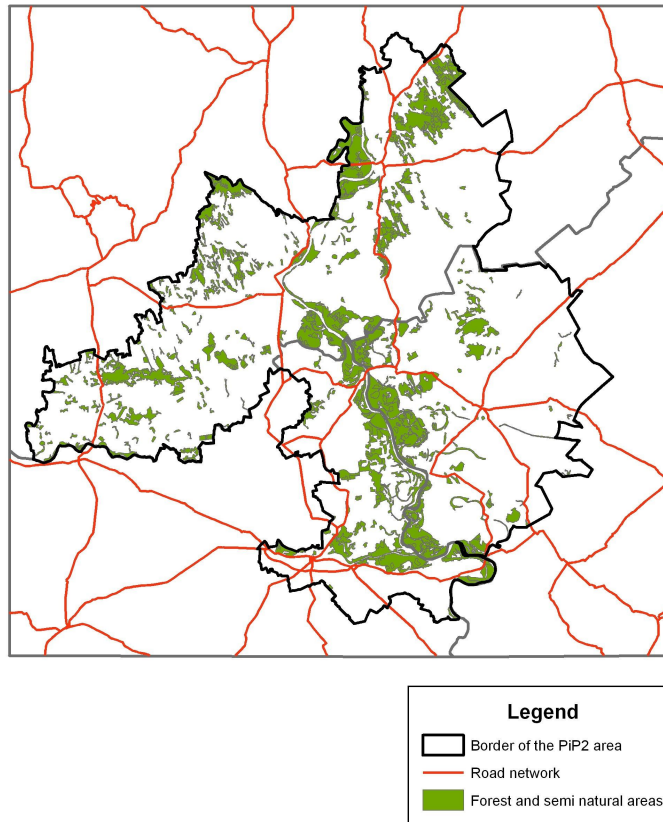 Legend
Border of the PiP2 area
Road network
Forest and semi natural areas